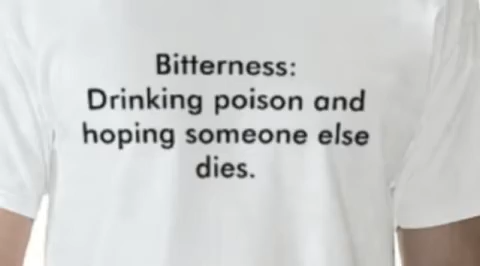 Bitterness:
Drinking poison and
hoping someone else
dies.